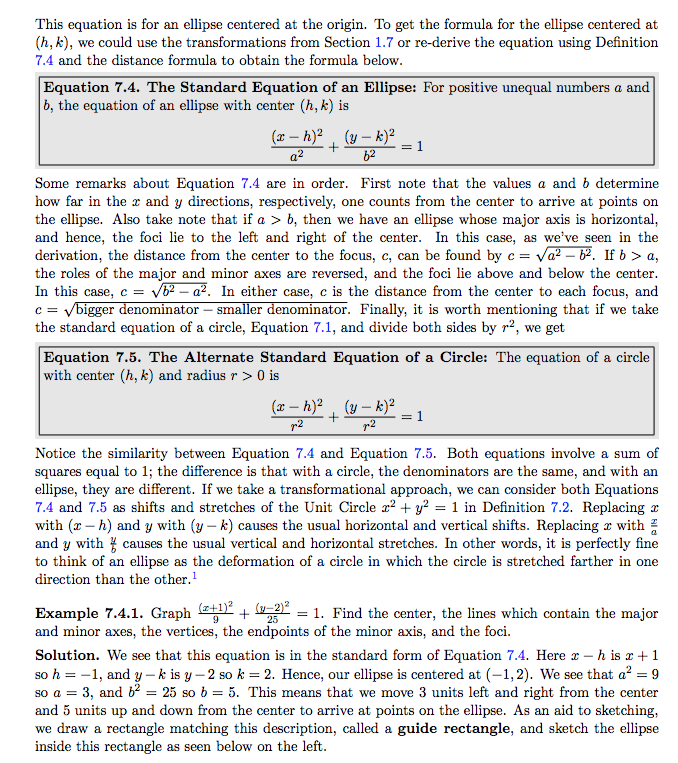 This equation is for an ellipse centered at the origin. To get the formula for the ellipse centered at
(h, k), we could use the transformations from Section 1.7 or re-derive the equation using Definition
7.4 and the distance formula to obtain the formula below.
Equation 7.4. The Standard Equation of an Ellipse: For positive unequal numbers a and
b, the equation of an ellipse with center (h, k) is
(x − h)²/a² + (y − k)²/b² = 1
Some remarks about Equation 7.4 are in order. First note that the values a and b determine
how far in the x and y directions, respectively, one counts from the center to arrive at points on
the ellipse. Also take note that if a > b, then we have an ellipse whose major axis is horizontal,
and hence, the foci lie to the left and right of the center. In this case, as we've seen in the
derivation, the distance from the center to the focus, c, can be found by c = √(a² − b²). If b > a,
the roles of the major and minor axes are reversed, and the foci lie above and below the center.
In this case, c = √(b² − a²). In either case, c is the distance from the center to each focus, and
c = √(bigger denominator − smaller denominator). Finally, it is worth mentioning that if we take
the standard equation of a circle, Equation 7.1, and divide both sides by r², we get
Equation 7.5. The Alternate Standard Equation of a Circle: The equation of a circle
with center (h, k) and radius r > 0 is
(x − h)²/r² + (y − k)²/r² = 1
Notice the similarity between Equation 7.4 and Equation 7.5. Both equations involve a sum of
squares equal to 1; the difference is that with a circle, the denominators are the same, and with an
ellipse, they are different. If we take a transformational approach, we can consider both Equations
7.4 and 7.5 as shifts and stretches of the Unit Circle x² + y² = 1 in Definition 7.2. Replacing x
with (x − h) and y with (y − k) causes the usual horizontal and vertical shifts. Replacing x with x/a
and y with y/b causes the usual vertical and horizontal stretches. In other words, it is perfectly fine
to think of an ellipse as the deformation of a circle in which the circle is stretched farther in one
direction than the other.¹
Example 7.4.1. Graph (x+1)²/9 + (y−2)²/25 = 1. Find the center, the lines which contain the major
and minor axes, the vertices, the endpoints of the minor axis, and the foci.
Solution. We see that this equation is in the standard form of Equation 7.4. Here x − h is x + 1
so h = −1, and y − k is y − 2 so k = 2. Hence, our ellipse is centered at (−1, 2). We see that a² = 9
so a = 3, and b² = 25 so b = 5. This means that we move 3 units left and right from the center
and 5 units up and down from the center to arrive at points on the ellipse. As an aid to sketching,
we draw a rectangle matching this description, called a guide rectangle, and sketch the ellipse
inside this rectangle as seen below on the left.